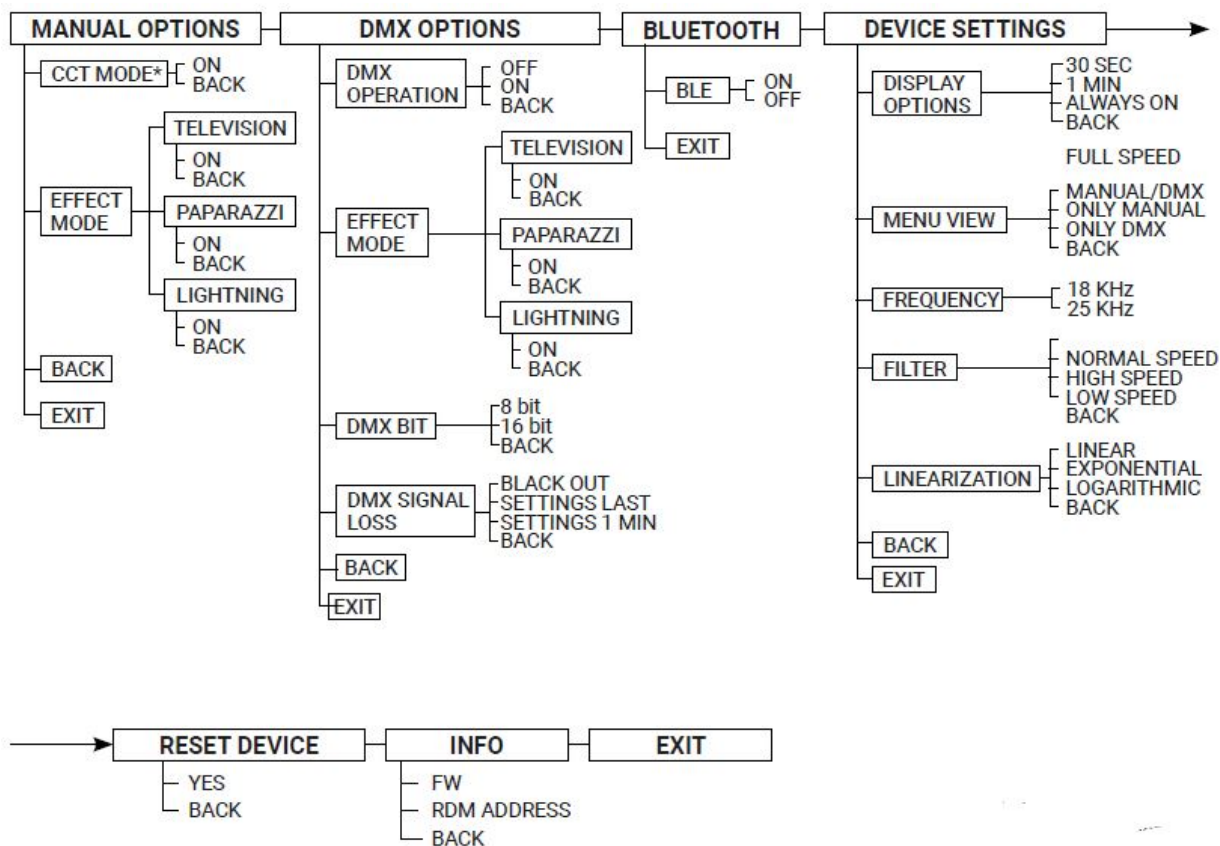 MANUAL OPTIONS
CCT MODE*
ON
BACK
EFFECT
MODE
TELEVISION
ON
BACK
PAPARAZZI
ON
BACK
LIGHTNING
ON
BACK
BACK
EXIT
DMX OPTIONS
DMX
OPERATION
OFF
ON
BACK
EFFECT
MODE
TELEVISION
ON
BACK
PAPARAZZI
ON
BACK
LIGHTNING
ON
BACK
DMX BIT
8 bit
16 bit
BACK
DMX SIGNAL
LOSS
BLACK OUT
SETTINGS LAST
SETTINGS 1 MIN
BACK
BACK
EXIT
BLUETOOTH
BLE
ON
OFF
EXIT
DEVICE SETTINGS
DISPLAY
OPTIONS
30 SEC
1 MIN
ALWAYS ON
BACK
FULL SPEED
MENU VIEW
MANUAL/DMX
ONLY MANUAL
ONLY DMX
BACK
FREQUENCY
18 KHz
25 KHz
FILTER
NORMAL SPEED
HIGH SPEED
LOW SPEED
BACK
LINEARIZATION
LINEAR
EXPONENTIAL
LOGARITHMIC
BACK
BACK
EXIT
RESET DEVICE
YES
BACK
INFO
FW
RDM ADDRESS
BACK
EXIT